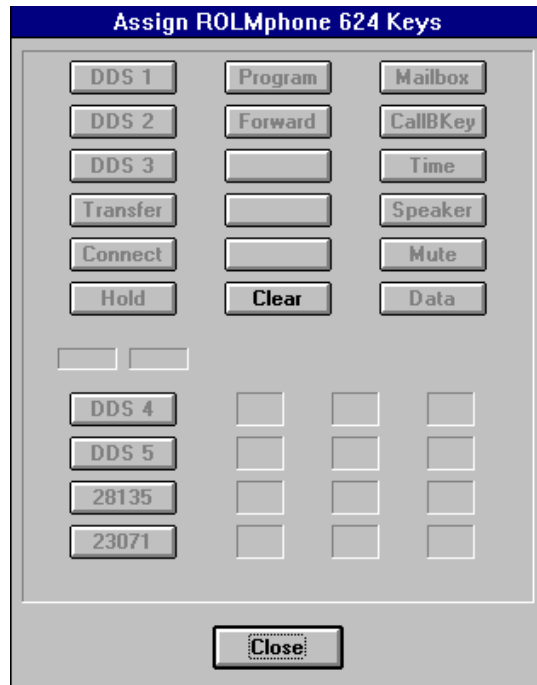 Assign ROLMphone 624 Keys
DDS 1 Program Mailbox
DDS 2 Forward CallBKey
DDS 3 Time
Transfer Speaker
Connect Mute
Hold Clear Data
DDS 4
DDS 5
28135
23071
Close